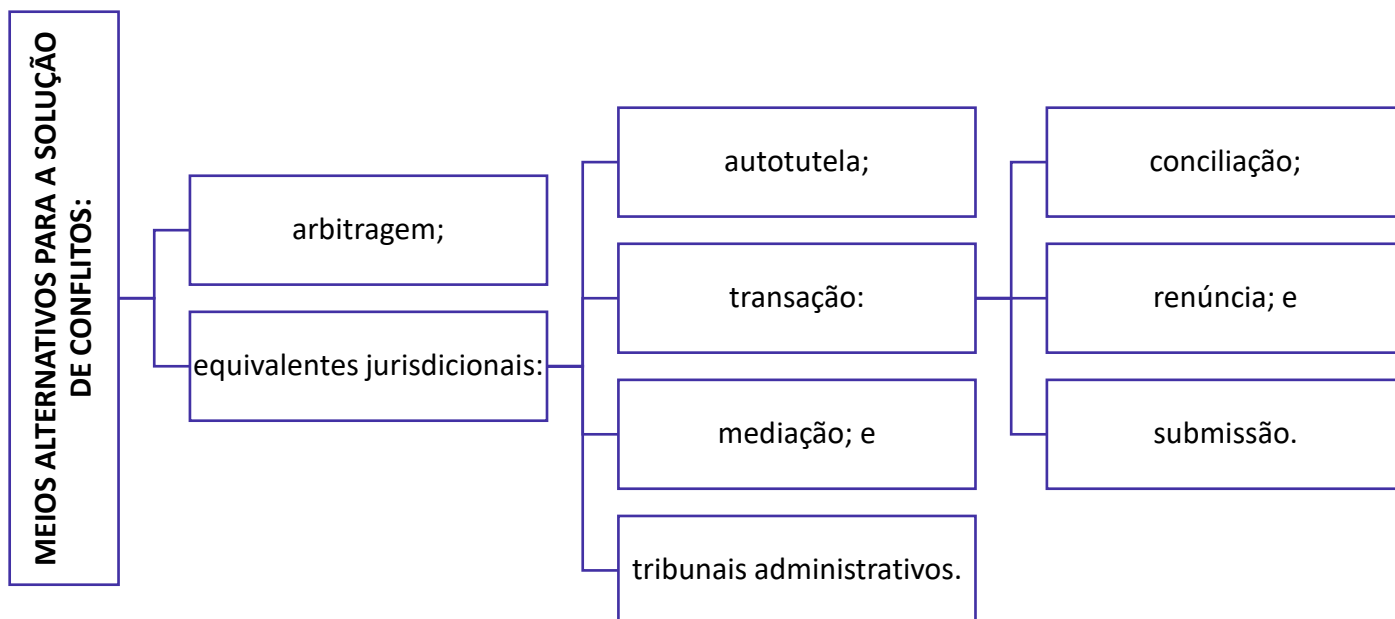 MEIOS ALTERNATIVOS PARA A SOLUÇÃO
DE CONFLITOS:
arbitragem;
equivalentes jurisdicionais:
autotutela;
transação:
mediação; e
tribunais administrativos.
conciliação;
renúncia; e
submissão.